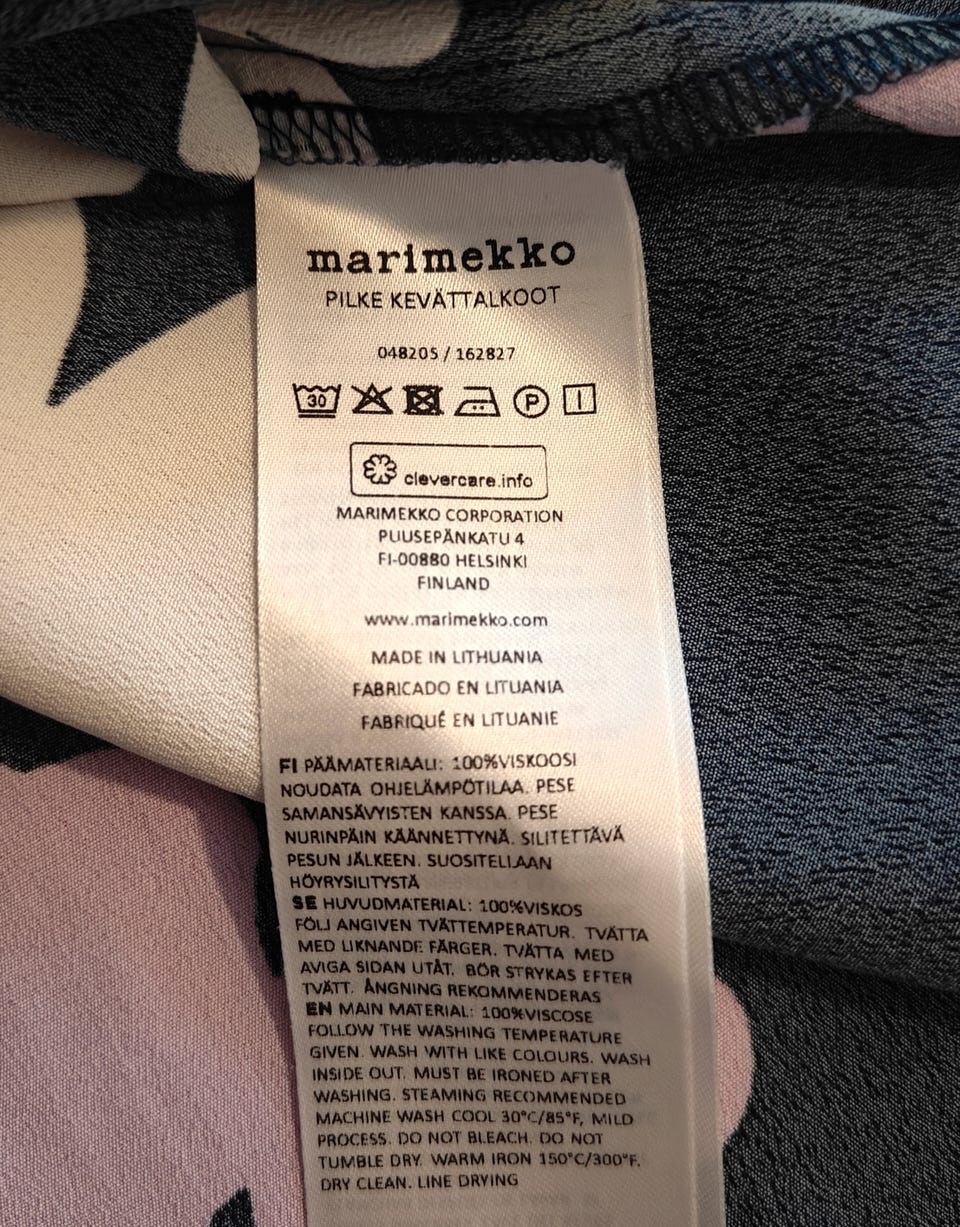 marimekko
PILKE KEVÄTTALKOOT
048205 / 162827
30 P
clevercare.info
MARIMEKKO CORPORATION
PUUSEPÄNKATU 4
FI-00880 HELSINKI
FINLAND
www.marimekko.com
MADE IN LITHUANIA
FABRICADO EN LITUANIA
FABRIQUÉ EN LITUANIE
FI PÄÄMATERIAALI: 100%VISKOOSI
NOUDATA OHJELÄMPÖTILAA. PESE
SAMANSÄVYISTEN KANSSA. PESE
NURINPÄIN KÄÄNNETTYNÄ. SILITETTÄVÄ
PESUN JÄLKEEN. SUOSITELLAAN
HÖYRYSILITYSTÄ
SE HUVUDMATERIAL: 100%VISKOS
FÖLJ ANGIVEN TVÄTTEMPERATUR. TVÄTTA
MED LIKNANDE FÄRGER. TVÄTTA MED
AVIGA SIDAN UTÅT. BÖR STRYKAS EFTER
TVÄTT. ÅNGNING REKOMMENDERAS
EN MAIN MATERIAL: 100%VISCOSE
FOLLOW THE WASHING TEMPERATURE
GIVEN. WASH WITH LIKE COLOURS. WASH
INSIDE OUT. MUST BE IRONED AFTER
WASHING. STEAMING RECOMMENDED
MACHINE WASH COOL 30°C/85°F, MILD
PROCESS. DO NOT BLEACH. DO NOT
TUMBLE DRY. WARM IRON 150°C/300°F.
DRY CLEAN. LINE DRYING